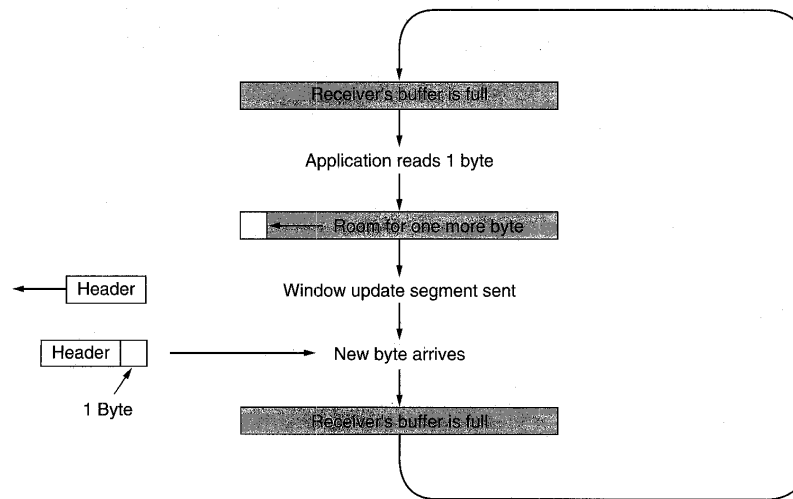 Receiver's buffer is full
Application reads 1 byte
Room for one more byte
Header
Window update segment sent
Header
New byte arrives
1 Byte
Receiver's buffer is full